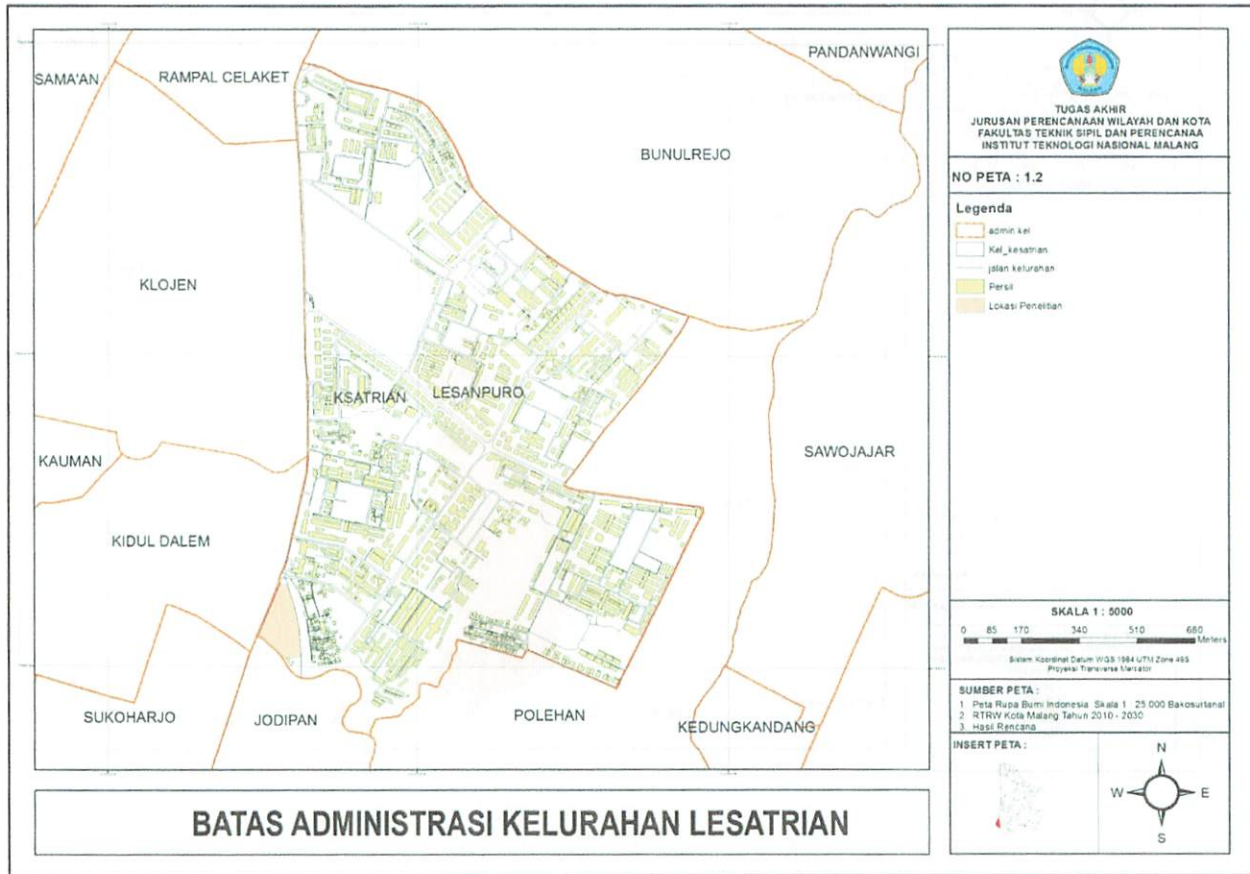 SAMA'AN
RAMPAL CELAKET
PANDANWANGI
BUNULREJO
KLOJEN
KSATRIAN
LESANPURO
KAUMAN
SAWOJAJAR
KIDUL DALEM
SUKOHARJO
JODIPAN
POLEHAN
KEDUNGKANDANG
BATAS ADMINISTRASI KELURAHAN LESATRIAN
TUGAS AKHIR
JURUSAN PERENCANAAN WILAYAH DAN KOTA
FAKULTAS TEKNIK SIPIL DAN PERENCANAA
INSTITUT TEKNOLOGI NASIONAL MALANG
NO PETA : 1.2
Legenda
admin kel
Kel_kesatrian
jalan kelurahan
Persil
Lokasi Penelitian
SKALA 1 : 5000
0 85 170 340 510 680
Meters
Sistem Koordinat Datum WGS 1984 UTM Zone 49S
Proyeksi Transverse Mercator
SUMBER PETA :
1. Peta Rupa Bumi Indonesia Skala 1 : 25.000 Bakosurtanal
2. RTRW Kota Malang Tahun 2010 - 2030
3. Hasil Rencana
INSERT PETA :
N
W E
S